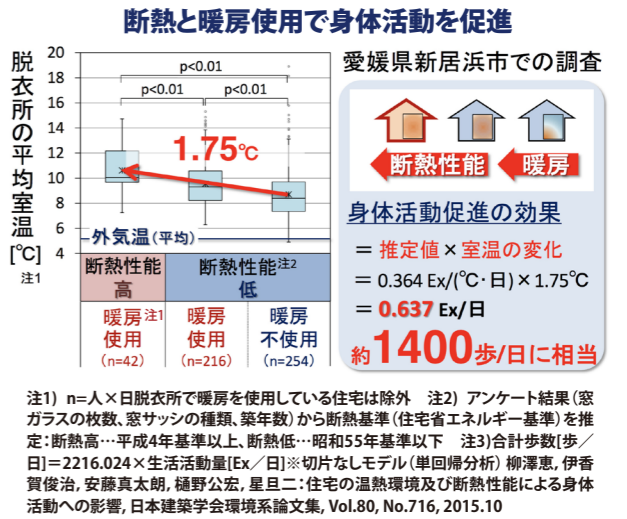 断熱と暖房使用で身体活動を促進
脱衣所の平均室温[℃]注1
20
18
16
14
12
10
8
6
4
p<0.01
p<0.01
p<0.01
1.75℃
外気温(平均)
断熱性能
高
断熱性能注2
低
暖房注1
使用
(n=42)
暖房
使用
(n=216)
暖房
不使用
(n=254)
愛媛県新居浜市での調査
断熱性能
暖房
身体活動促進の効果
＝ 推定値×室温の変化
＝ 0.364 Ex/(℃・日)×1.75℃
＝ 0.637 Ex/日
約1400歩/日に相当
注1) n=人×日脱衣所で暖房を使用している住宅は除外　注2) アンケート結果(窓
ガラスの枚数、窓サッシの種類、築年数)から断熱基準(住宅省エネルギー基準)を推
定：断熱高…平成4年基準以上、断熱低…昭和55年基準以下　注3)合計歩数[歩／
日]＝2216.024×生活活動量[Ex／日]※切片なしモデル(単回帰分析) 柳澤恵, 伊香
賀俊治, 安藤真太朗, 樋野公宏, 星旦二：住宅の温熱環境及び断熱性能による身体
活動への影響, 日本建築学会環境系論文集, Vol.80, No.716, 2015.10